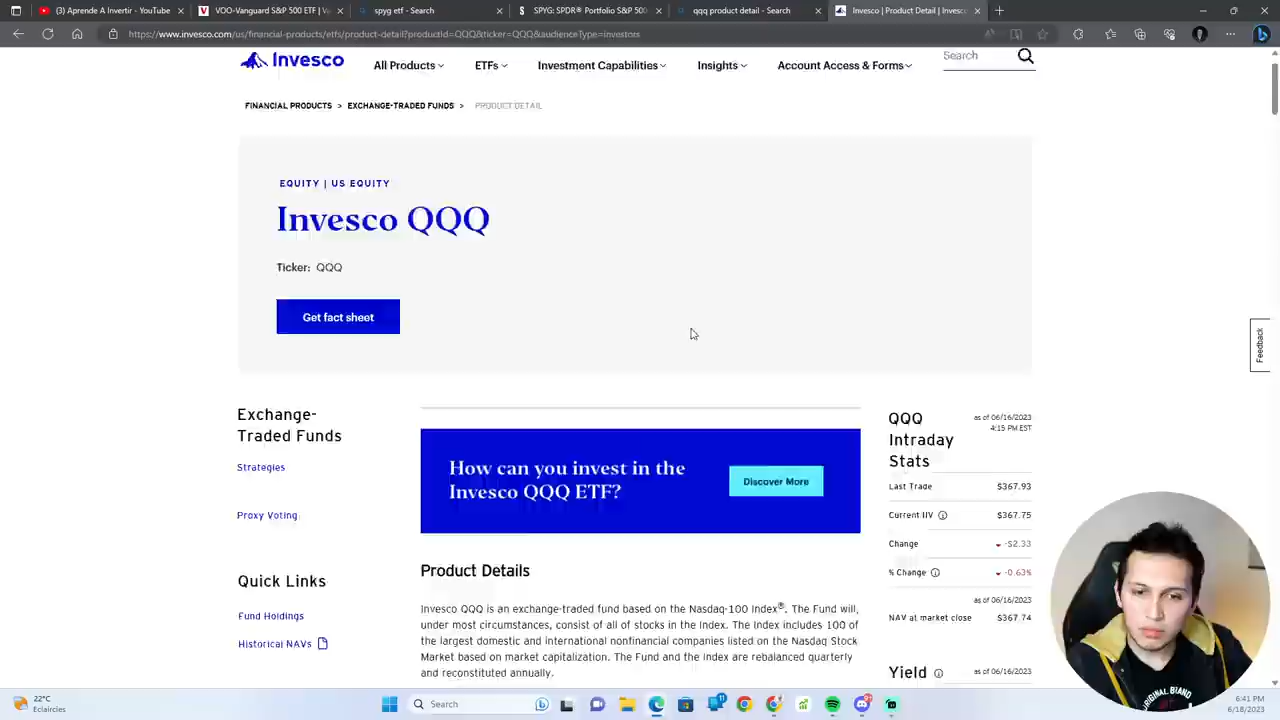 (3) Aprende A Invertir - YouTube
VOO-Vanguard S&P 500 ETF | Va
spyg etf - Search
SPYG: SPDR® Portfolio S&P 500
qqq product detail - Search
Invesco | Product Detail | Invesc
https://www.invesco.com/us/financial-products/etfs/product-detail?productId=QQQ&ticker=QQQ&audienceType=investors
Invesco
All Products
ETFs
Investment Capabilities
Insights
Account Access & Forms
Search
FINANCIAL PRODUCTS > EXCHANGE-TRADED FUNDS > PRODUCT DETAIL
EQUITY | US EQUITY
Invesco QQQ
Ticker: QQQ
Get fact sheet
Feedback
Exchange-
Traded Funds
Strategies
Proxy Voting
Quick Links
Fund Holdings
Historical NAVs
How can you invest in the
Invesco QQQ ETF?
Discover More
Product Details
Invesco QQQ is an exchange-traded fund based on the Nasdaq-100 Index®. The Fund will,
under most circumstances, consist of all of stocks in the Index. The Index includes 100 of
the largest domestic and international nonfinancial companies listed on the Nasdaq Stock
Market based on market capitalization. The Fund and the Index are rebalanced quarterly
and reconstituted annually.
QQQ
Intraday
Stats
as of 06/16/2023
4:15 PM EST
Last Trade $367.93
Current IIV $367.75
Change -$2.33
% Change -0.63%
as of 06/16/2023
NAV at market close $367.74
Yield as of 06/16/2023
ORIGINAL BRAND
22°C
Eclaircies
Search
6:41 PM
6/18/2023